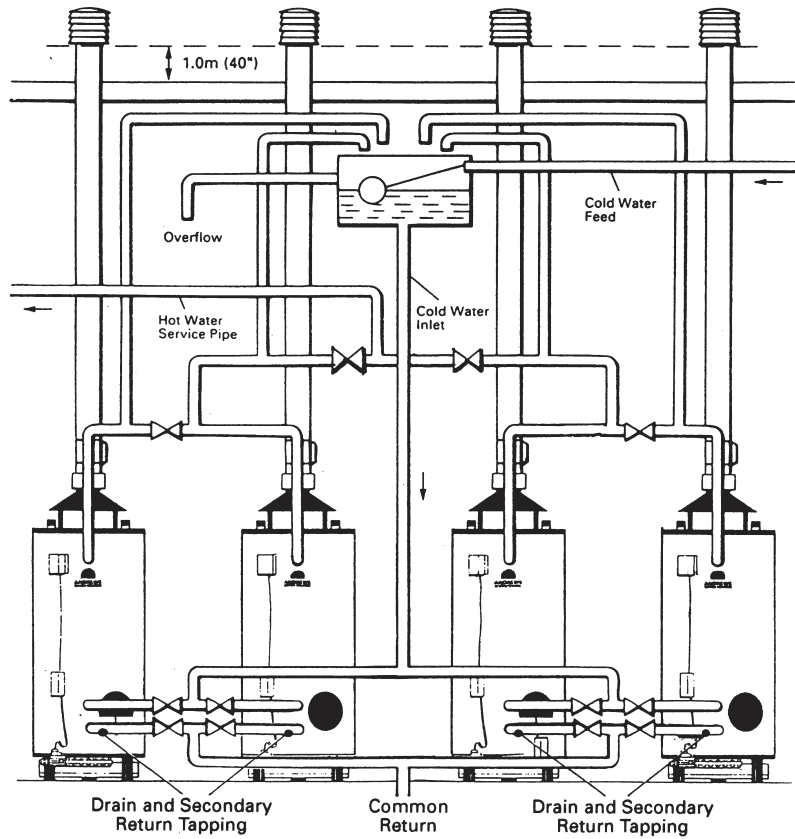 1.0m (40")
Cold Water
Feed
Overflow
Cold Water
Inlet
Hot Water
Service Pipe
Drain and Secondary
Return Tapping
Common
Return
Drain and Secondary
Return Tapping